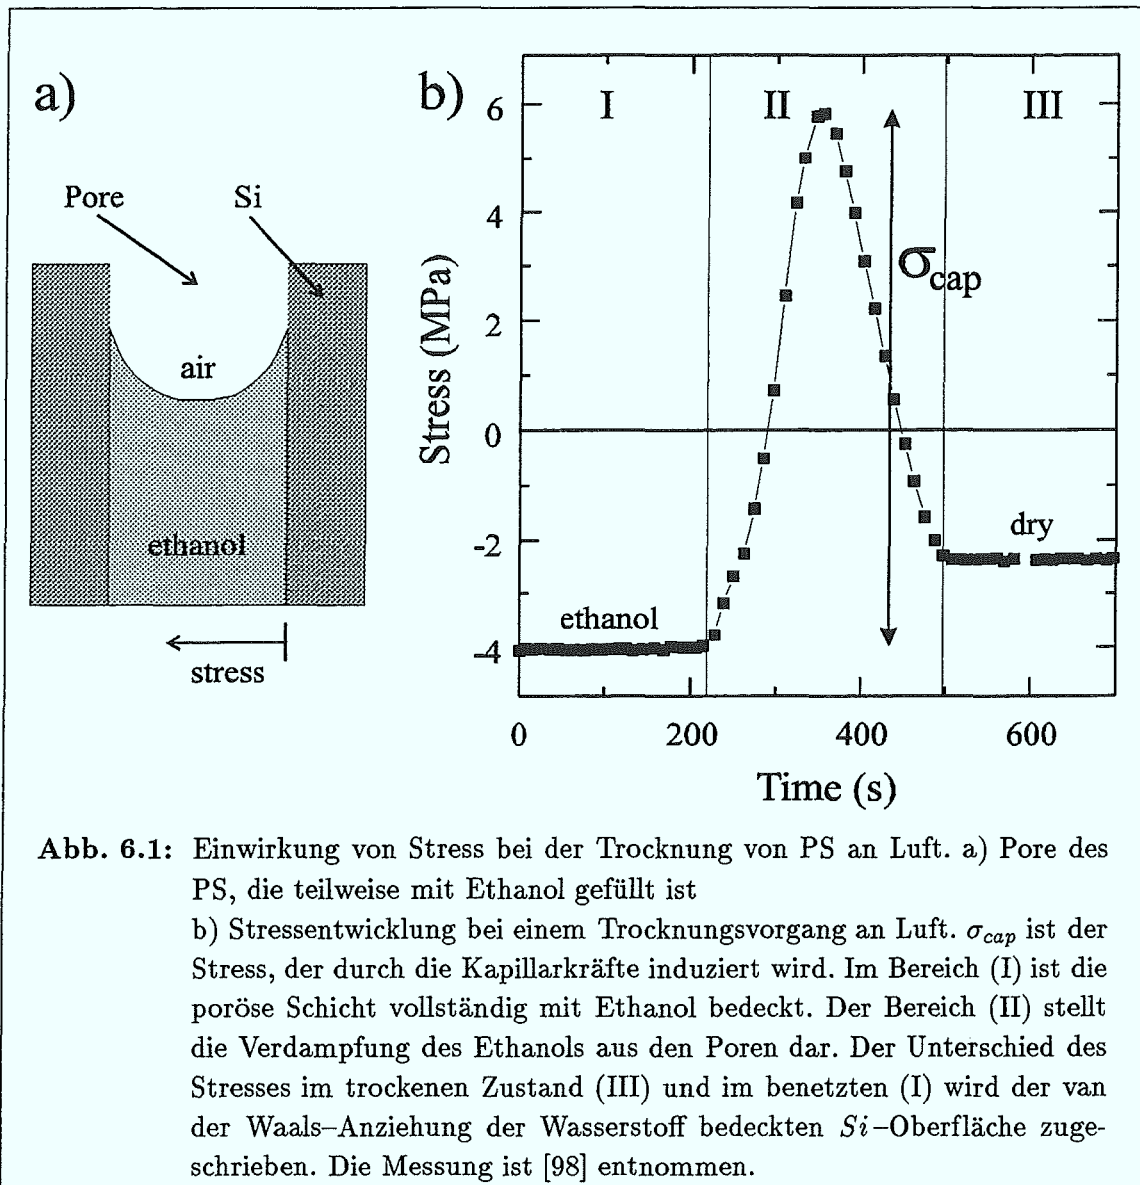 a)
Pore
Si
air
ethanol
stress
b)
I
II
III
6
4
2
0
-2
-4
Stress (MPa)
σcap
ethanol
dry
0
200
400
600
Time (s)
Abb. 6.1: Einwirkung von Stress bei der Trocknung von PS an Luft. a) Pore des
PS, die teilweise mit Ethanol gefüllt ist
b) Stressentwicklung bei einem Trocknungsvorgang an Luft. σcap ist der
Stress, der durch die Kapillarkräfte induziert wird. Im Bereich (I) ist die
poröse Schicht vollständig mit Ethanol bedeckt. Der Bereich (II) stellt
die Verdampfung des Ethanols aus den Poren dar. Der Unterschied des
Stresses im trockenen Zustand (III) und im benetzten (I) wird der van
der Waals–Anziehung der Wasserstoff bedeckten Si–Oberfläche zuge-
schrieben. Die Messung ist [98] entnommen.